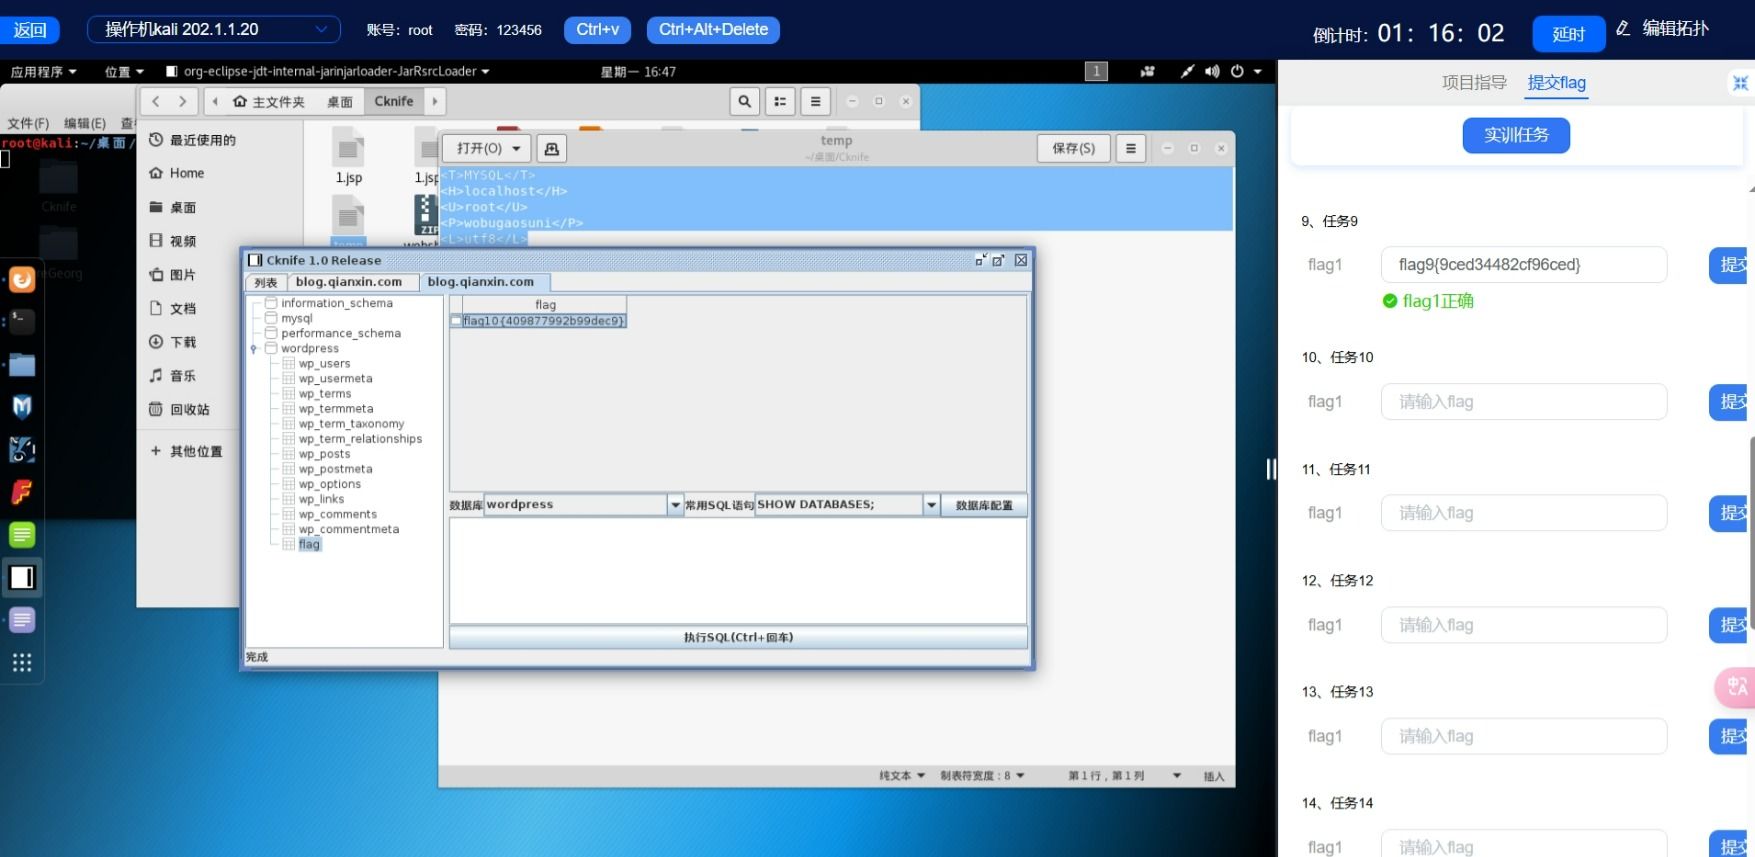 返回
操作机kali 202.1.1.20
账号：root
密码：123456
Ctrl+v
Ctrl+Alt+Delete
倒计时：01：16：02
延时
编辑拓扑
应用程序
位置
org-eclipse-jdt-internal-jarinjarloader-JarRsrcLoader
星期一 16:47
1
项目指导
提交flag
主文件夹
桌面
Cknife
文件(F)
编辑(E)
root@kali:~/桌面/
Cknife
eGeorg
最近使用的
Home
桌面
视频
图片
文档
下载
音乐
回收站
其他位置
1.jsp
1.jsp
temp
ZIP
打开(O)
temp
~/桌面/Cknife
保存(S)
<T>MYSQL</T>
<H>localhost</H>
<U>root</U>
<P>wobugaosuni</P>
<L>utf8</L>
Cknife 1.0 Release
列表
blog.qianxin.com
blog.qianxin.com
information_schema
mysql
performance_schema
wordpress
wp_users
wp_usermeta
wp_terms
wp_termmeta
wp_term_taxonomy
wp_term_relationships
wp_posts
wp_postmeta
wp_options
wp_links
wp_comments
wp_commentmeta
flag
flag
flag10{409877992b99dec9}
数据库
wordpress
常用SQL语句
SHOW DATABASES;
数据库配置
执行SQL(Ctrl+回车)
完成
纯文本
制表符宽度：8
第1行，第1列
插入
实训任务
9、任务9
flag1
flag9{9ced34482cf96ced}
提交
flag1正确
10、任务10
flag1
请输入flag
提交
11、任务11
flag1
请输入flag
提交
12、任务12
flag1
请输入flag
提交
13、任务13
flag1
请输入flag
提交
14、任务14
flag1
请输入flag
提交